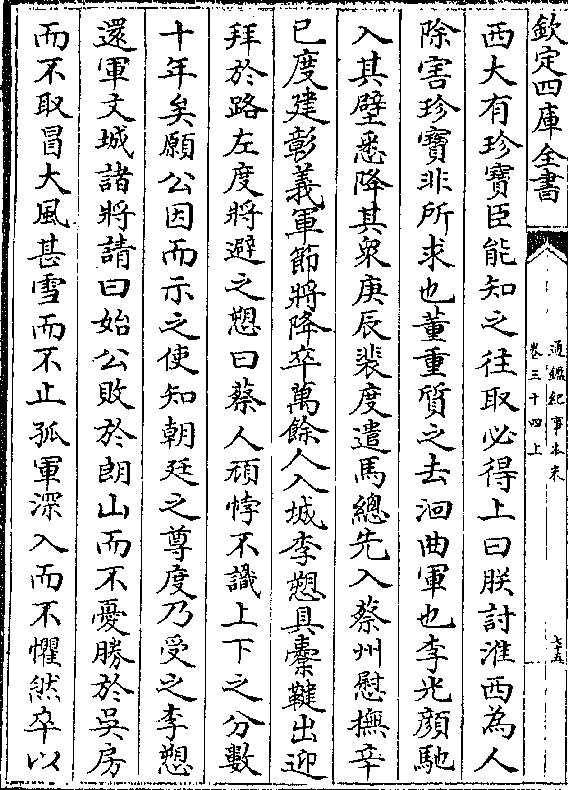 欽定四庫全書
通鑑紀事本末
卷三十四上
七五
西大有珍寶臣能知之往取必得上曰朕討淮西為人
除害珍寶非所求也董重質之去洄曲軍也李光顔馳
入其壁悉降其衆庚辰裴度遣馬總先入蔡州慰撫辛
已度建彰義軍節將降卒萬餘人入城李愬具櫜鞬出迎
拜於路左度將避之愬曰蔡人頑悖不識上下之分數
十年矣願公因而示之使知朝廷之尊度乃受之李愬
還軍文城諸將請曰始公敗於朗山而不憂勝於吳房
而不取冒大風甚雪而不止孤軍深入而不懼然卒以